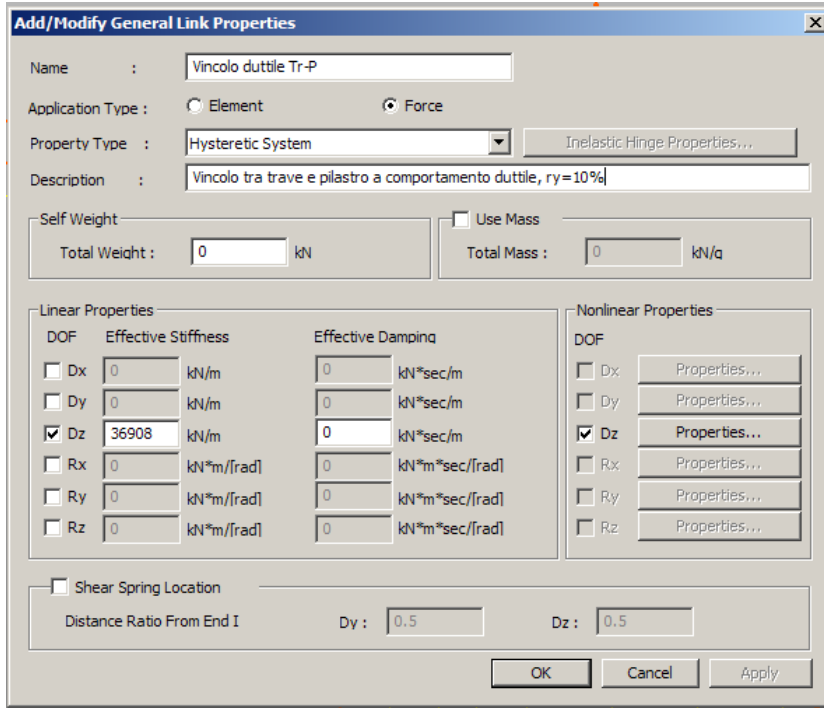 Add/Modify General Link Properties
Name : Vincolo duttile Tr-P
Application Type : Element Force
Property Type : Hysteretic System Inelastic Hinge Properties...
Description : Vincolo tra trave e pilastro a comportamento duttile, ry=10%
Self Weight Use Mass
Total Weight : 0 kN Total Mass : 0 kN/g
Linear Properties Nonlinear Properties
DOF Effective Stiffness Effective Damping DOF
Dx 0 kN/m 0 kN*sec/m Dx Properties...
Dy 0 kN/m 0 kN*sec/m Dy Properties...
Dz 36908 kN/m 0 kN*sec/m Dz Properties...
Rx 0 kN*m/[rad] 0 kN*m*sec/[rad] Rx Properties...
Ry 0 kN*m/[rad] 0 kN*m*sec/[rad] Ry Properties...
Rz 0 kN*m/[rad] 0 kN*m*sec/[rad] Rz Properties...
Shear Spring Location
Distance Ratio From End I Dy : 0.5 Dz : 0.5
OK Cancel Apply